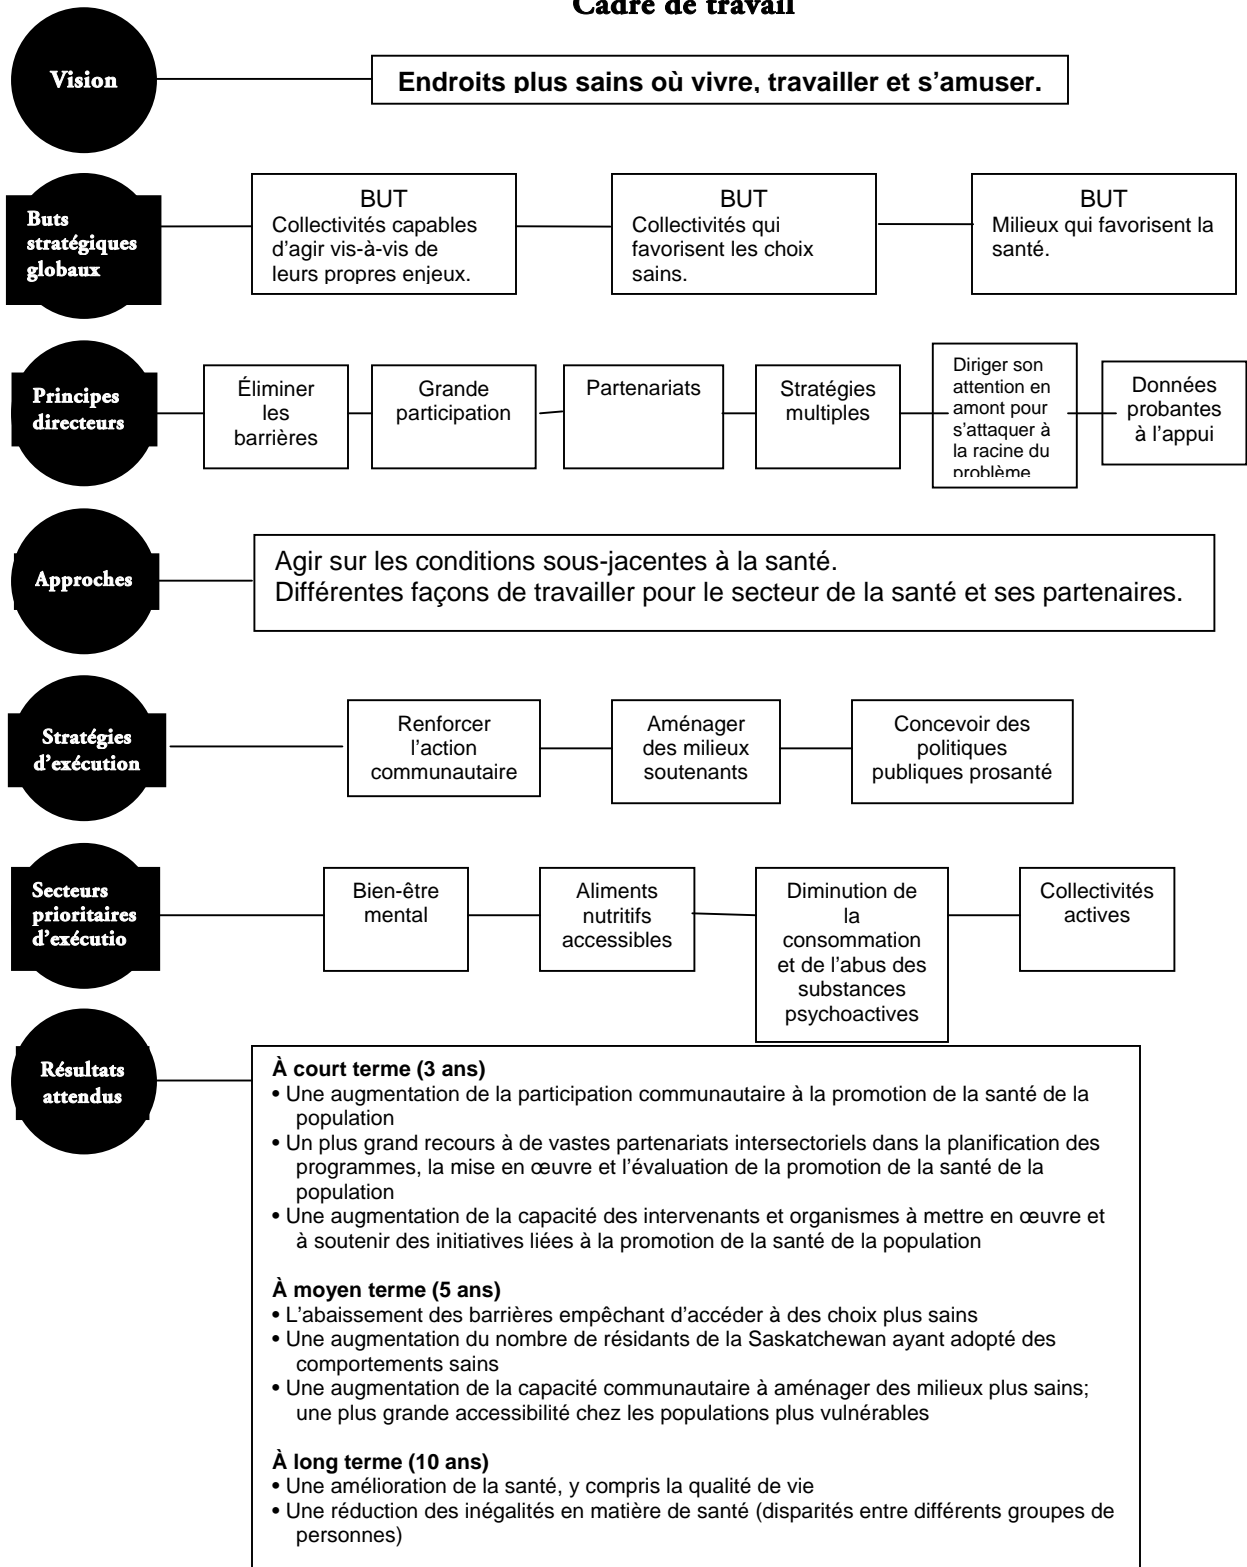 Cadre de travail
Vision
Endroits plus sains où vivre, travailler et s'amuser.
Buts
stratégiques
globaux
BUT
Collectivités capables
d'agir vis-à-vis de
leurs propres enjeux.
BUT
Collectivités qui
favorisent les choix
sains.
BUT
Milieux qui favorisent la
santé.
Principes
directeurs
Éliminer
les
barrières
Grande
participation
Partenariats
Stratégies
multiples
Diriger son
attention en
amont pour
s'attaquer à
la racine du
problème
Données
probantes
à l'appui
Approches
Agir sur les conditions sous-jacentes à la santé.
Différentes façons de travailler pour le secteur de la santé et ses partenaires.
Stratégies
d'exécution
Renforcer
l'action
communautaire
Aménager
des milieux
soutenants
Concevoir des
politiques
publiques prosanté
Secteurs
prioritaires
d'exécutio
Bien-être
mental
Aliments
nutritifs
accessibles
Diminution de
la
consommation
et de l'abus des
substances
psychoactives
Collectivités
actives
Résultats
attendus
À court terme (3 ans)
• Une augmentation de la participation communautaire à la promotion de la santé de la
population
• Un plus grand recours à de vastes partenariats intersectoriels dans la planification des
programmes, la mise en œuvre et l'évaluation de la promotion de la santé de la
population
• Une augmentation de la capacité des intervenants et organismes à mettre en œuvre et
à soutenir des initiatives liées à la promotion de la santé de la population
À moyen terme (5 ans)
• L'abaissement des barrières empêchant d'accéder à des choix plus sains
• Une augmentation du nombre de résidants de la Saskatchewan ayant adopté des
comportements sains
• Une augmentation de la capacité communautaire à aménager des milieux plus sains;
une plus grande accessibilité chez les populations plus vulnérables
À long terme (10 ans)
• Une amélioration de la santé, y compris la qualité de vie
• Une réduction des inégalités en matière de santé (disparités entre différents groupes de
personnes)